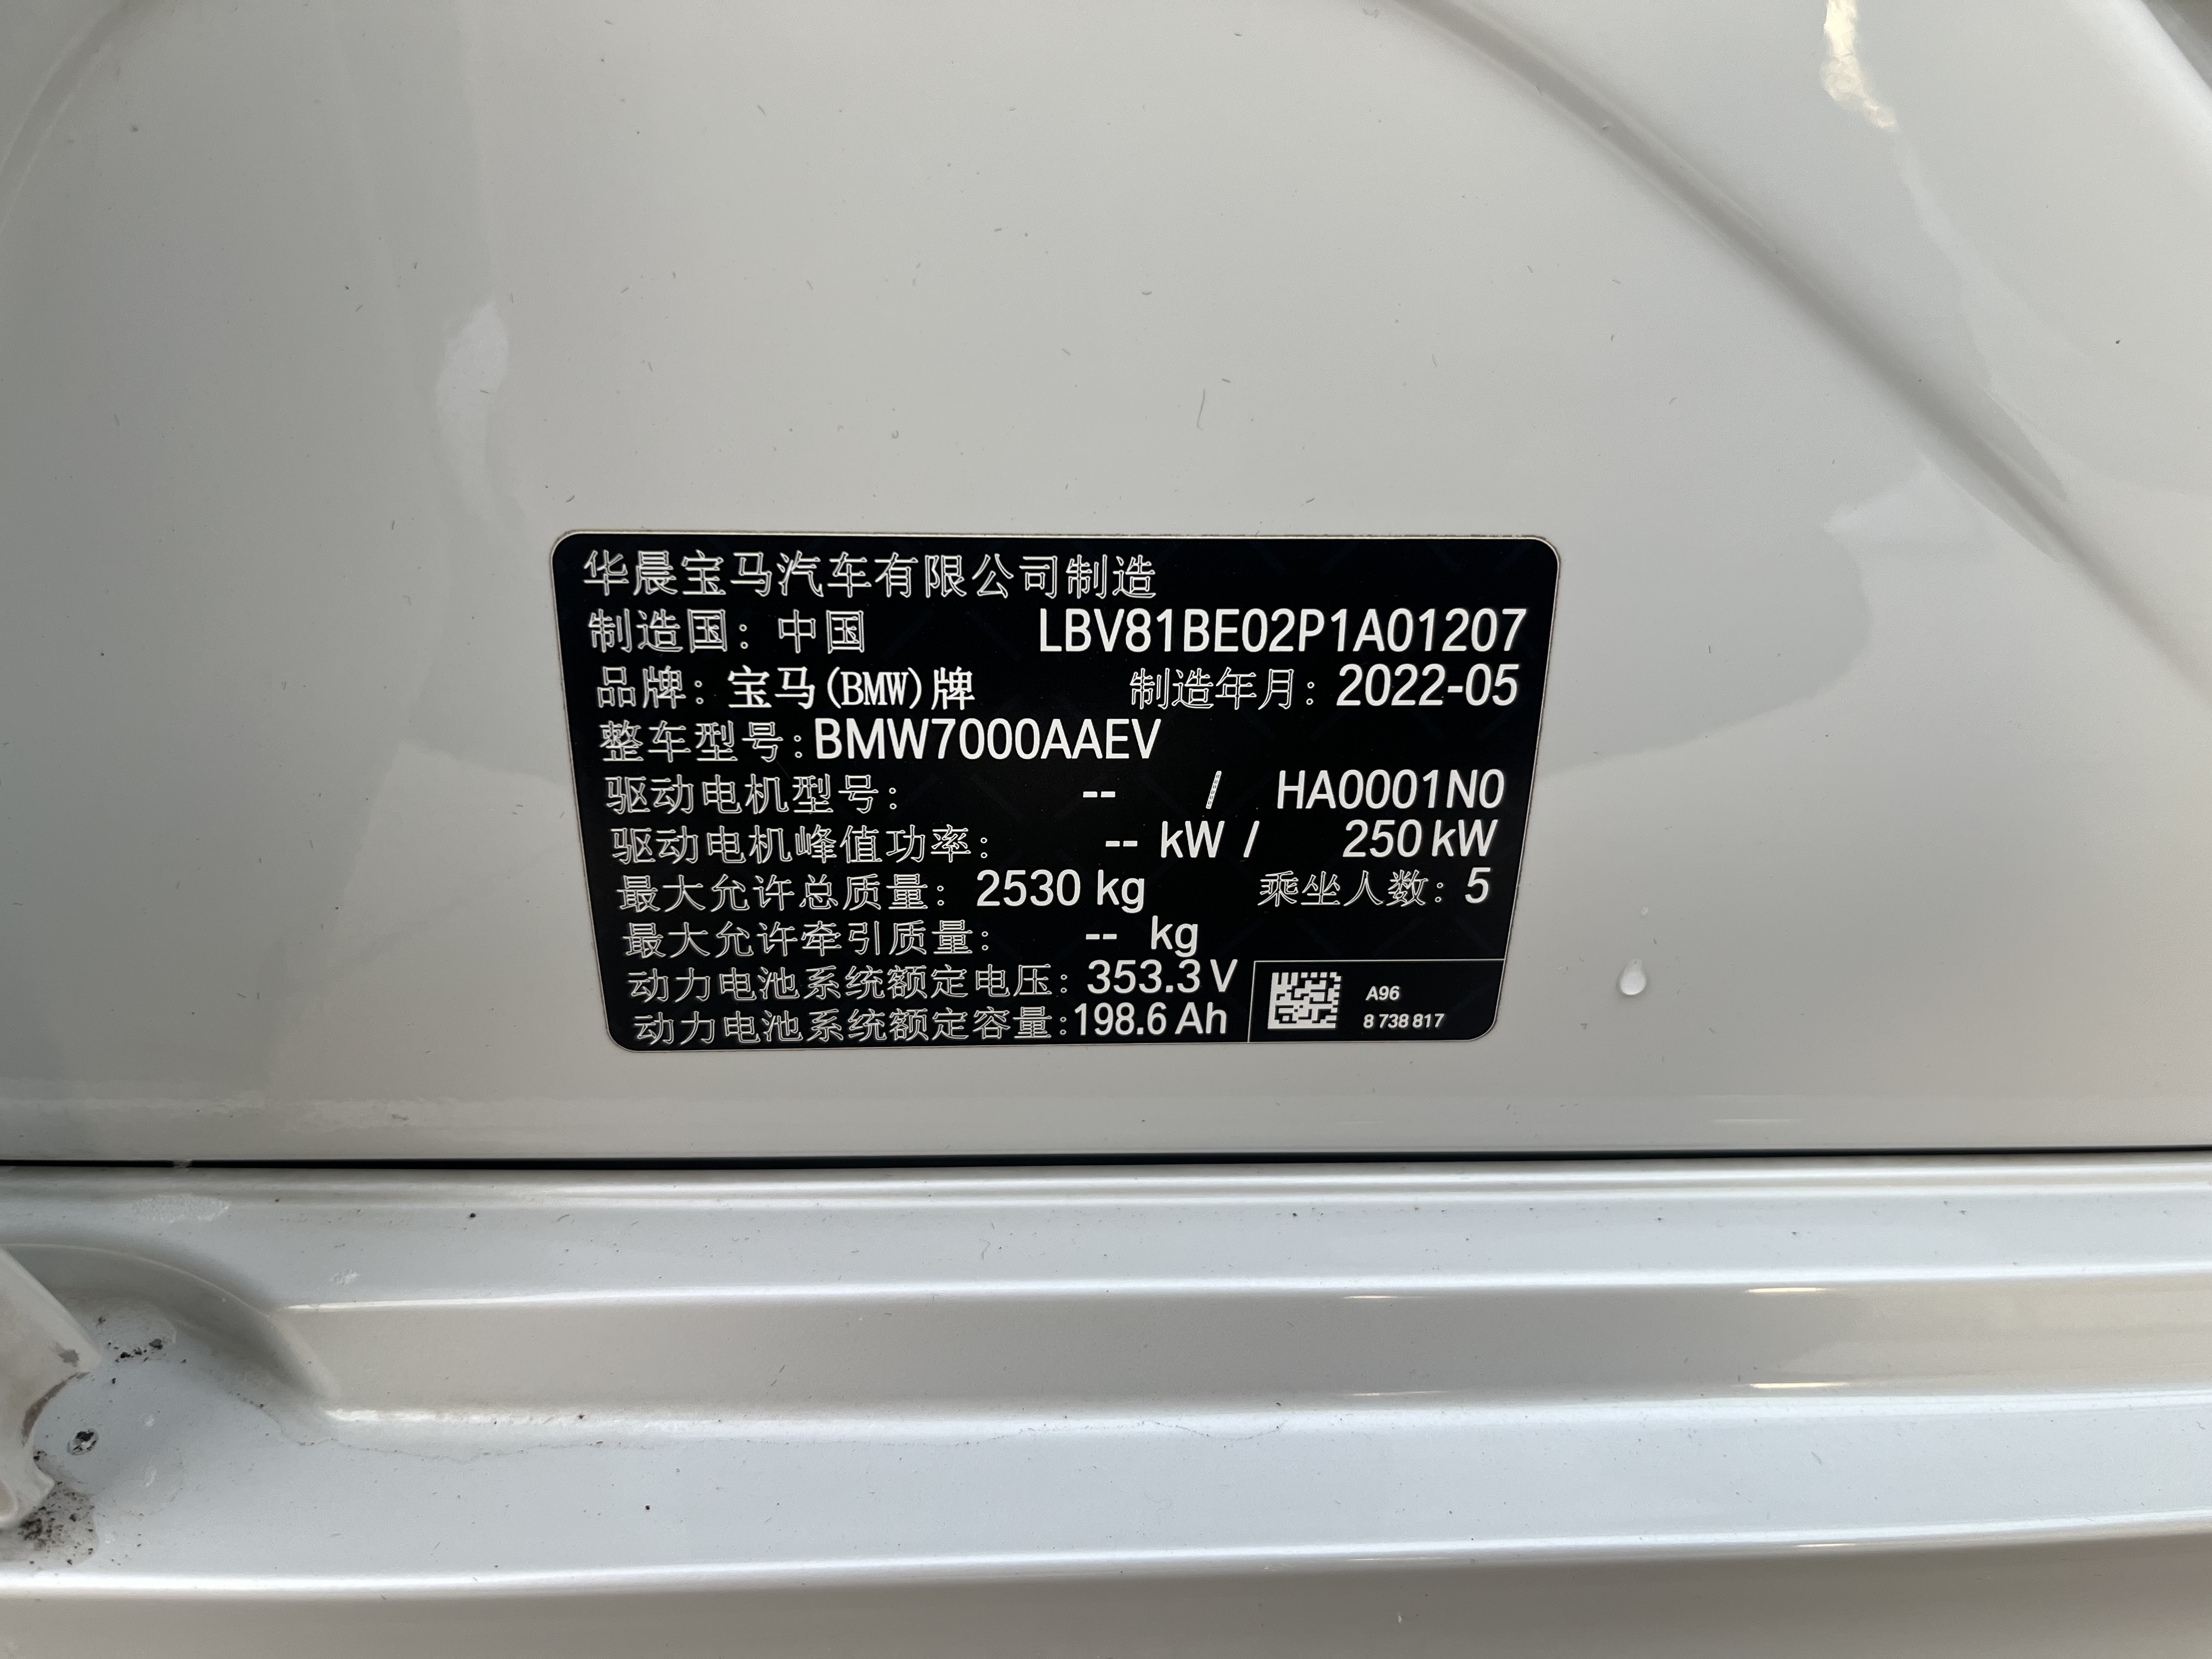 华晨宝马汽车有限公司制造
制造国：中国 LBV81BE02P1A01207
品牌：宝马(BMW)牌 制造年月：2022-05
整车型号：BMW7000AAEV
驱动电机型号： -- / HA0001N0
驱动电机峰值功率： -- kW / 250 kW
最大允许总质量：2530 kg 乘坐人数：5
最大允许牵引质量： -- kg
动力电池系统额定电压：353.3 V
动力电池系统额定容量：198.6 Ah
A96
8 738 817